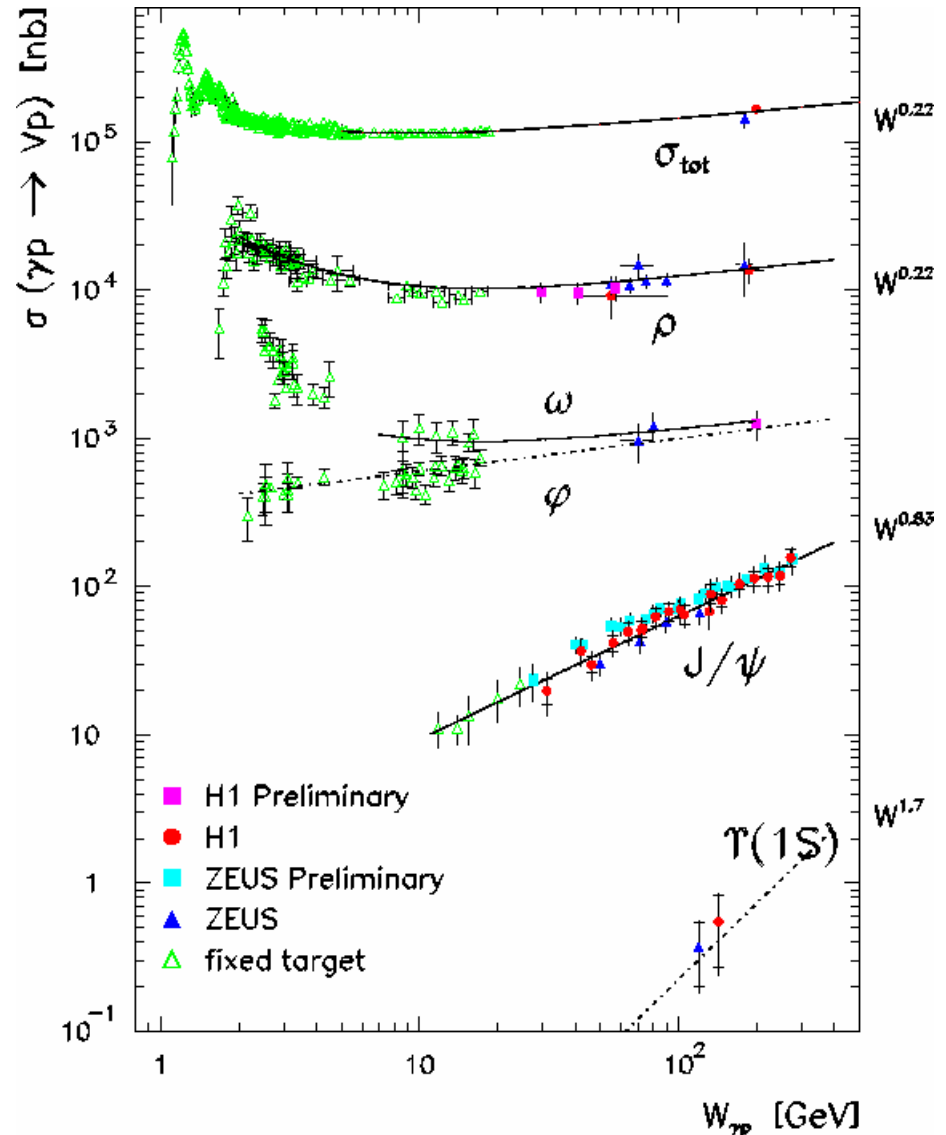 σ (γp → Vp) [nb]
10^5
10^4
10^3
10^2
10
1
10^-1
σ_tot
ρ
ω
φ
J/ψ
Υ(1S)
W^0.22
W^0.22
W^0.83
W^1.7
H1 Preliminary
H1
ZEUS Preliminary
ZEUS
fixed target
1
10
10^2
W_γp [GeV]